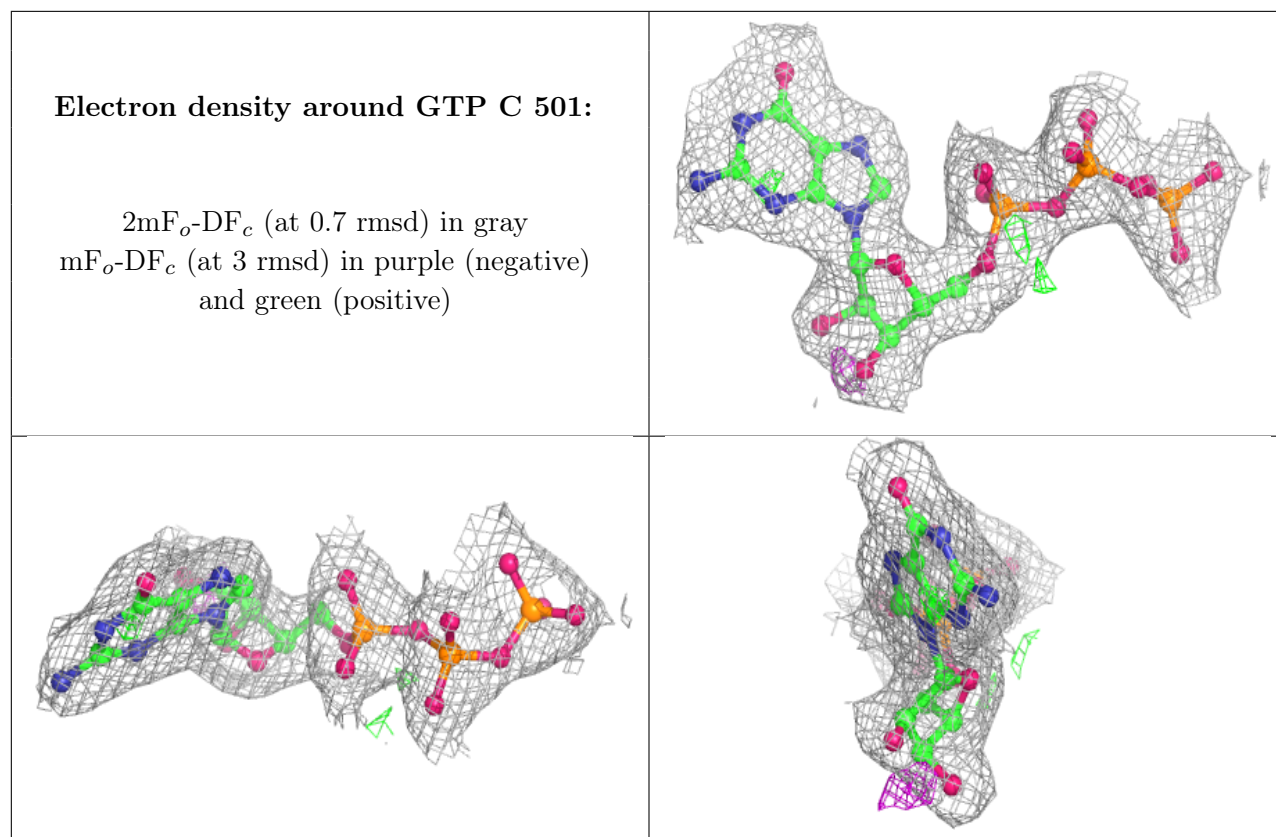 Electron density around GTP C 501:
2mFo-DFc (at 0.7 rmsd) in gray
mFo-DFc (at 3 rmsd) in purple (negative)
and green (positive)